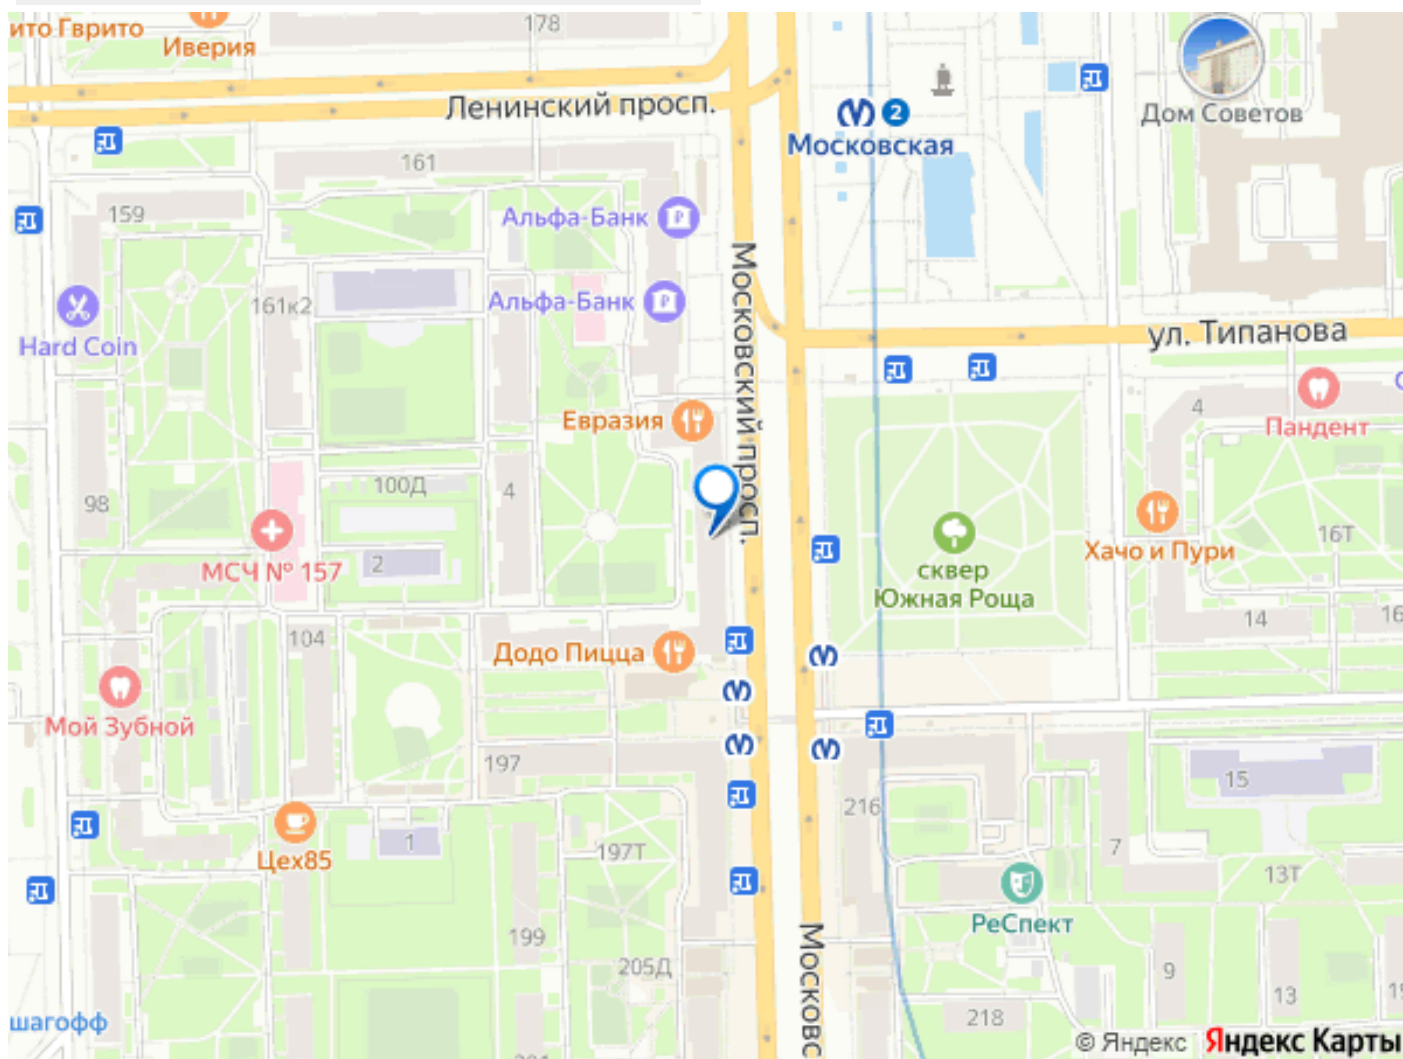 ито Гврито
Иверия
178
Ленинский просп.
2
Московская
Дом Советов
161
159
Альфа-Банк
Московский просп.
161к2
Альфа-Банк
Hard Coin
ул. Типанова
4
Пандент
Евразия
100Д
4
98
МСЧ № 157
2
сквер
Южная Роща
Хачо и Пури
16Т
14
16
104
Додо Пицца
Мой Зубной
197
15
216
1
Цех85
197Т
7
13Т
РеСпект
Московс
199
205Д
9
13
19
шагофф
218
© Яндекс
Яндекс Карты